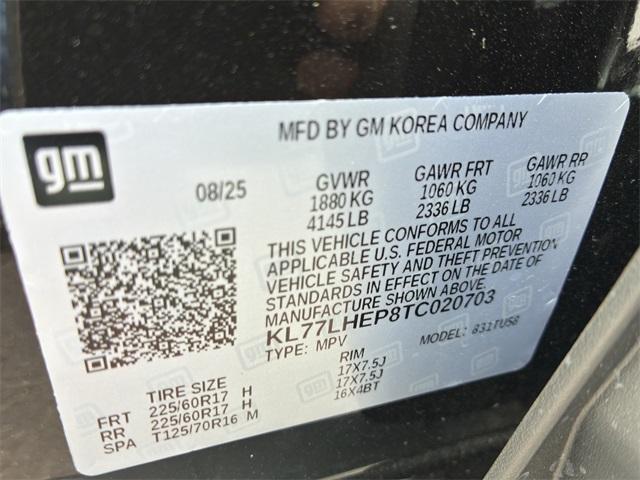 gm
MFD BY GM KOREA COMPANY
08/25
GVWR GAWR FRT GAWR RR
1880 KG 1060 KG 1060 KG
4145 LB 2336 LB 2336 LB
THIS VEHICLE CONFORMS TO ALL
APPLICABLE U.S. FEDERAL MOTOR
VEHICLE SAFETY AND THEFT PREVENTION
STANDARDS IN EFFECT ON THE DATE OF
MANUFACTURE SHOWN ABOVE.
KL77LHEP8TC020703
TYPE: MPV MODEL: 831TU58
TIRE SIZE RIM
FRT 225/60R17 H 17X7.5J
RR 225/60R17 H 17X7.5J
SPA T125/70R16 M 16X4BT